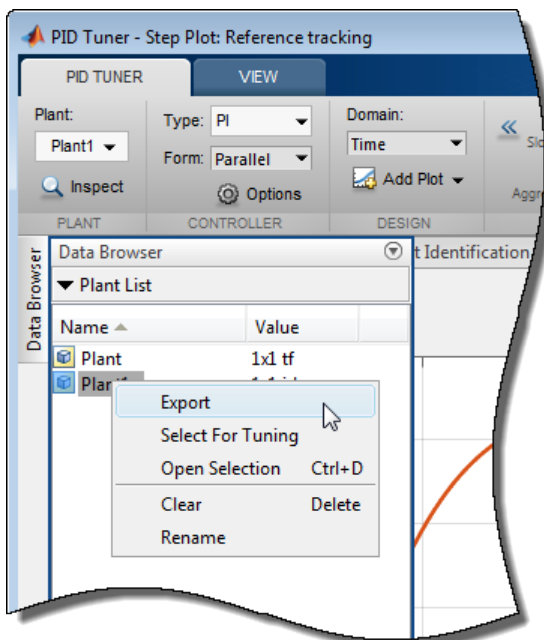 PID Tuner - Step Plot: Reference tracking
PID TUNER VIEW
Plant:
Plant1
Inspect
PLANT
Type: PI
Form: Parallel
Options
CONTROLLER
Domain:
Time
Add Plot
DESIGN
Data Browser
Data Browser
t Identification
Plant List
Name Value
Plant 1x1 tf
Export
Select For Tuning
Open Selection Ctrl+D
Clear Delete
Rename